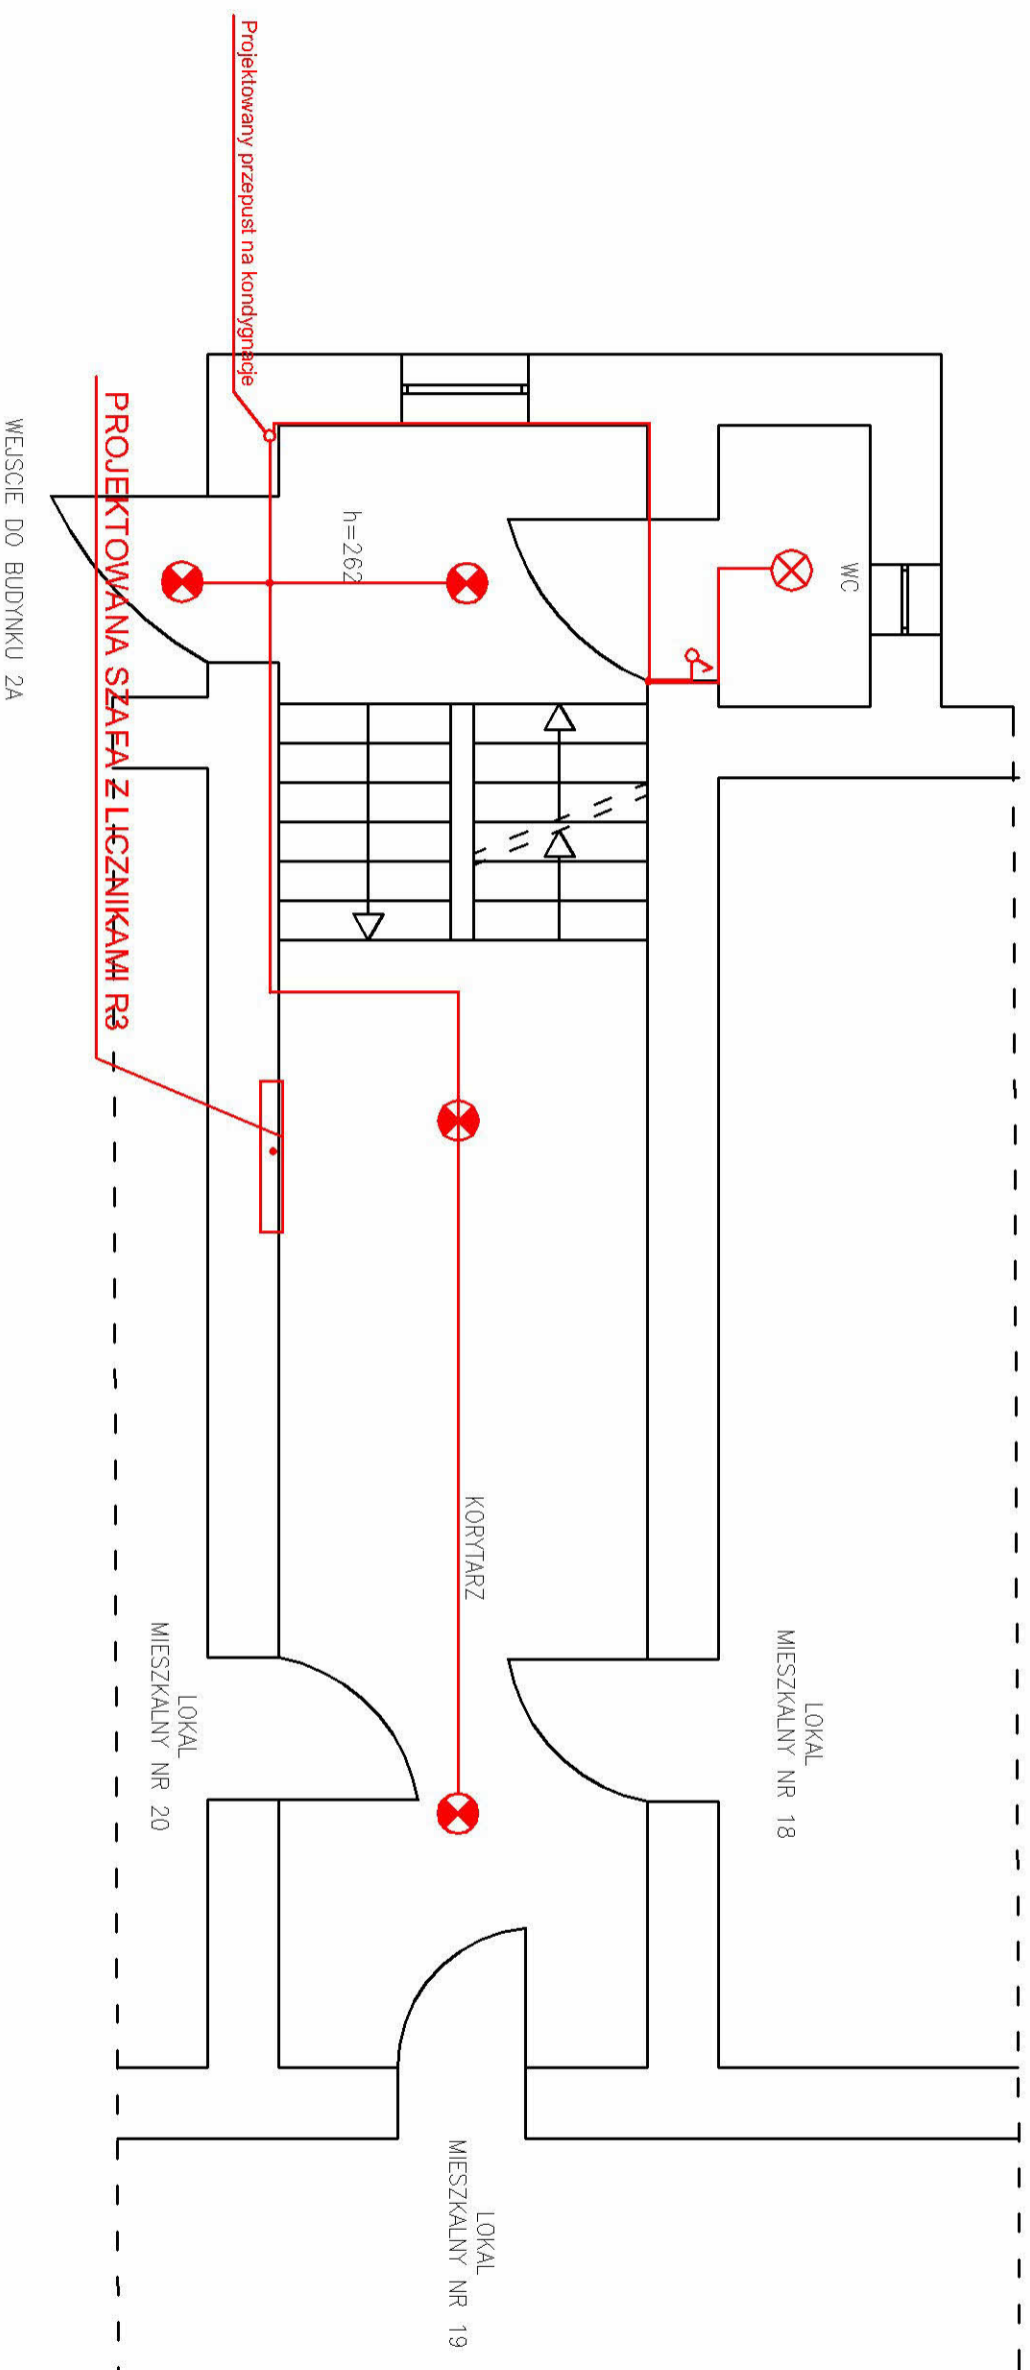 WC
LOKAL
MIESZKALNY NR 18
Projektowany przepust na kondygnacje
h=262
KORYTARZ
LOKAL
MIESZKALNY NR 19
PROJEKTOWANA SZAFA Z LICZNIKAMI R3
LOKAL
MIESZKALNY NR 20
WEJSCIE DO BUDYNKU 2A